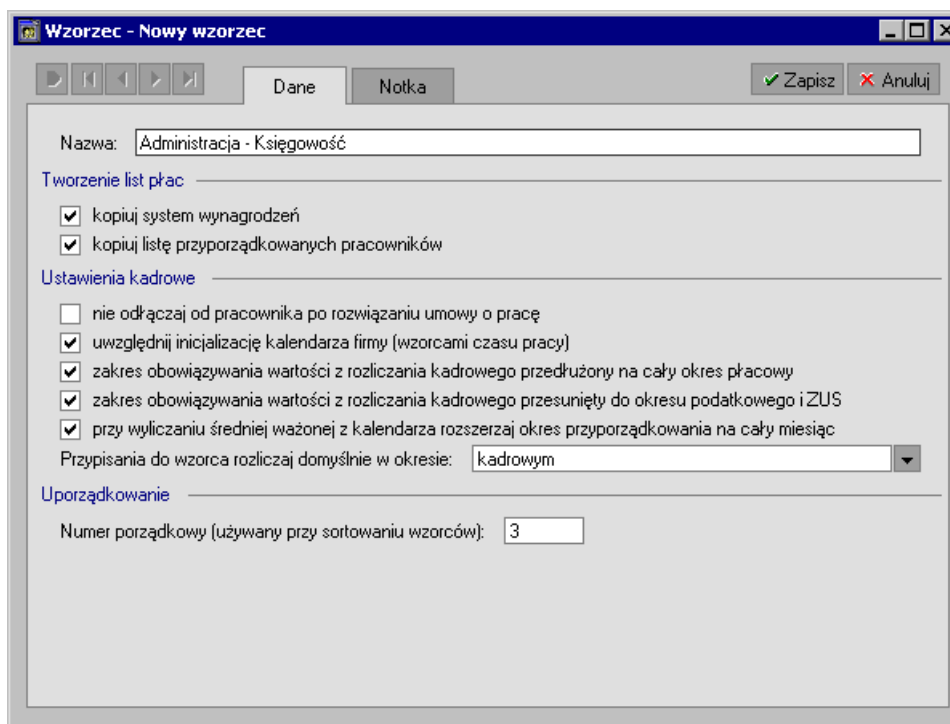 Wzorzec - Nowy wzorzec
Dane Notka Zapisz Anuluj
Nazwa: Administracja - Księgowość
Tworzenie list płac
kopiuj system wynagrodzeń
kopiuj listę przyporządkowanych pracowników
Ustawienia kadrowe
nie odłączaj od pracownika po rozwiązaniu umowy o pracę
uwzględnij inicjalizację kalendarza firmy (wzorcami czasu pracy)
zakres obowiązywania wartości z rozliczania kadrowego przedłużony na cały okres płacowy
zakres obowiązywania wartości z rozliczania kadrowego przesunięty do okresu podatkowego i ZUS
przy wyliczaniu średniej ważonej z kalendarza rozszerzaj okres przyporządkowania na cały miesiąc
Przypisania do wzorca rozliczaj domyślnie w okresie: kadrowym
Uporządkowanie
Numer porządkowy (używany przy sortowaniu wzorców): 3